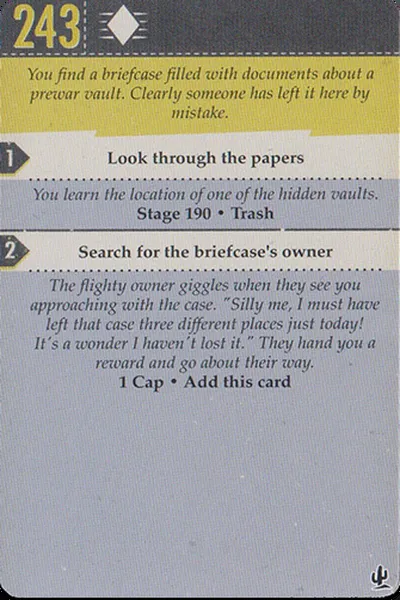 243
You find a briefcase filled with documents about a
prewar vault. Clearly someone has left it here by
mistake.
1
Look through the papers
You learn the location of one of the hidden vaults.
Stage 190 • Trash
2
Search for the briefcase's owner
The flighty owner giggles when they see you
approaching with the case. "Silly me, I must have
left that case three different places just today!
It's a wonder I haven't lost it." They hand you a
reward and go about their way.
1 Cap • Add this card